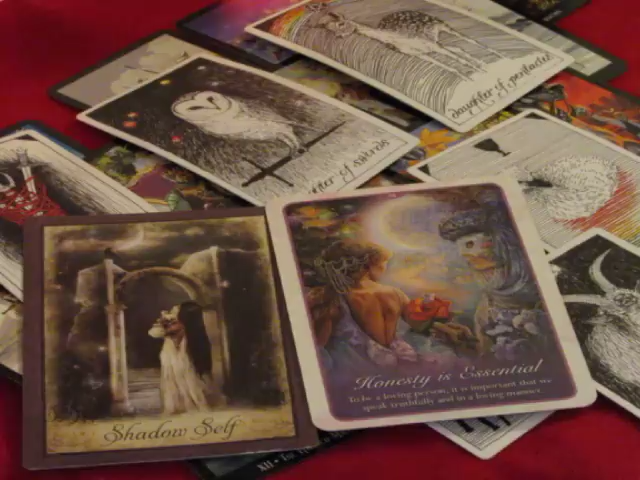 daughter of pentacles
of swords
Shadow Self
Honesty is Essential
To be a loving person, it is important that we
speak truthfully and in a loving manner.
XII